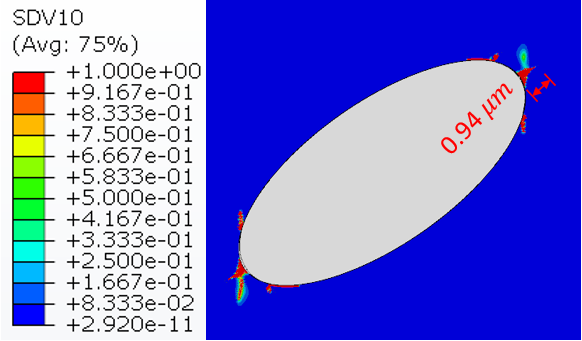 SDV10
(Avg: 75%)
+1.000e+00
+9.167e-01
+8.333e-01
+7.500e-01
+6.667e-01
+5.833e-01
+5.000e-01
+4.167e-01
+3.333e-01
+2.500e-01
+1.667e-01
+8.333e-02
+2.920e-11
0.94 μm